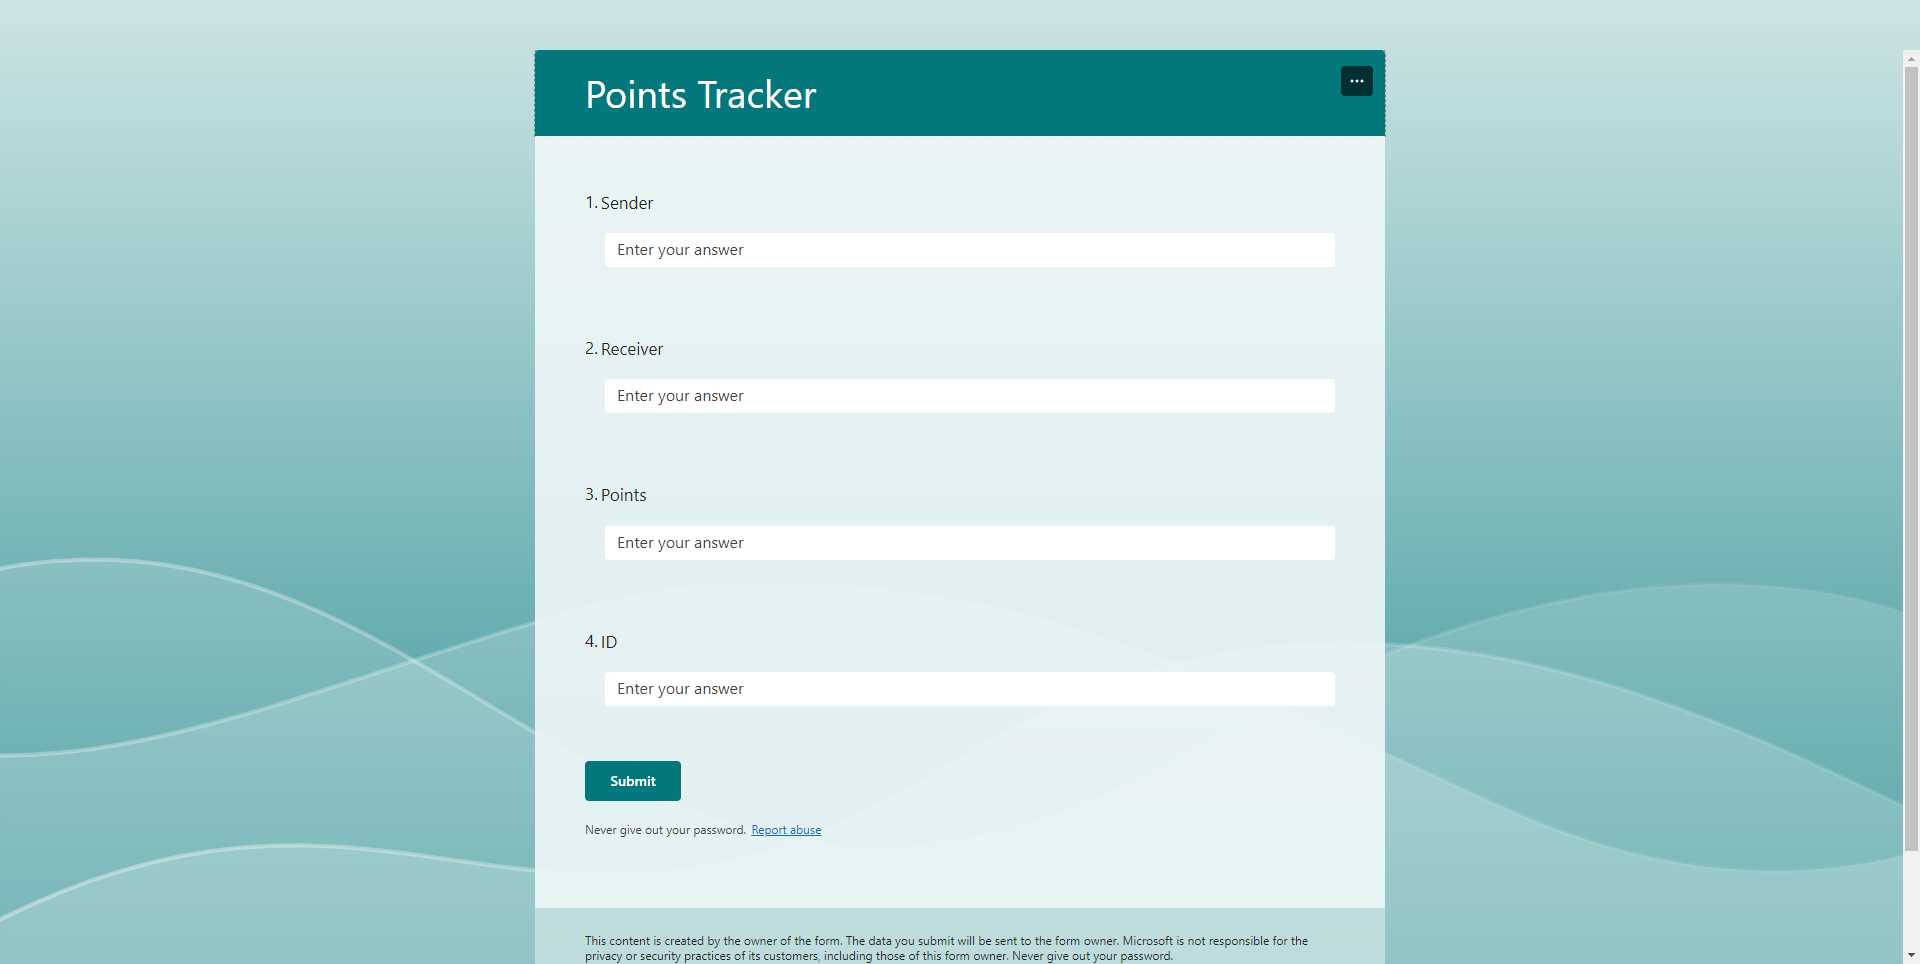 Points Tracker
1. Sender
Enter your answer
2. Receiver
Enter your answer
3. Points
Enter your answer
4. ID
Enter your answer
Submit
Never give out your password. Report abuse
This content is created by the owner of the form. The data you submit will be sent to the form owner. Microsoft is not responsible for the
privacy or security practices of its customers, including those of this form owner. Never give out your password.